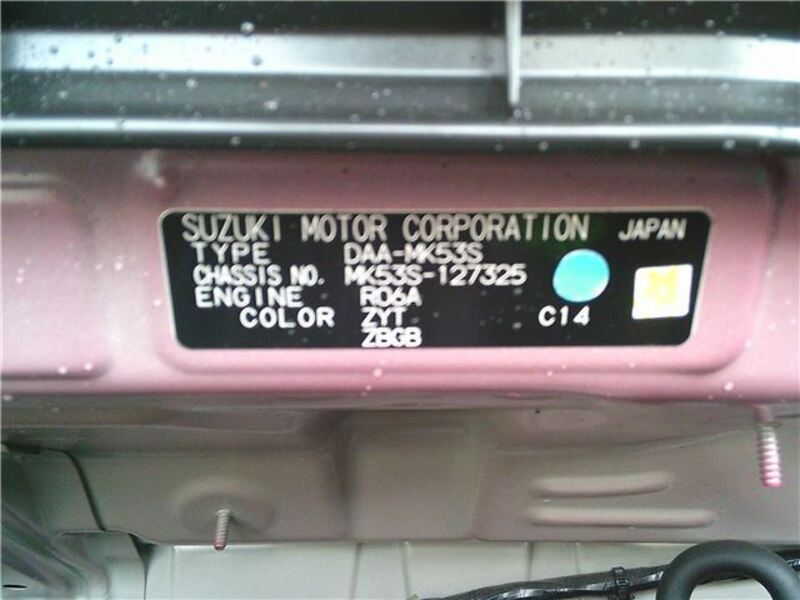 SUZUKI MOTOR CORPORATION JAPAN
TYPE DAA-MK53S
CHASSIS NO. MK53S-127325
ENGINE R06A
COLOR ZYT C14
ZBGB